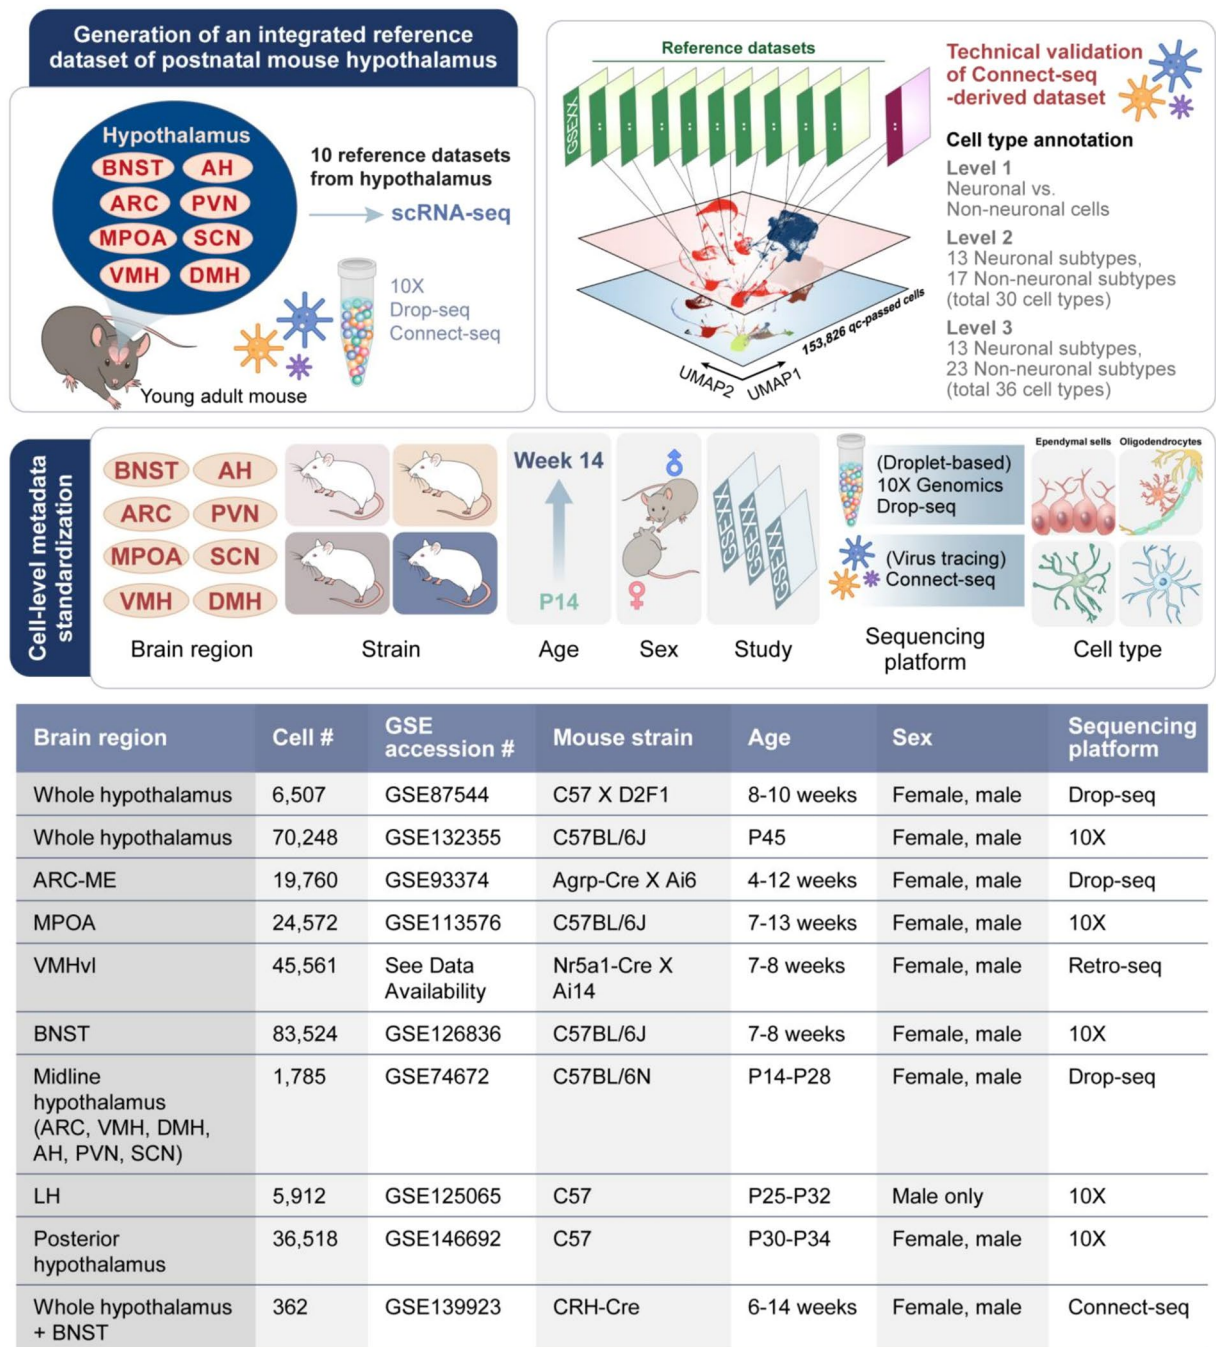 Generation of an integrated reference
dataset of postnatal mouse hypothalamus
Hypothalamus
BNST AH
ARC PVN
MPOA SCN
VMH DMH
10 reference datasets
from hypothalamus
scRNA-seq
10X
Drop-seq
Connect-seq
Young adult mouse
Reference datasets
GSEXX
153,826 qc-passed cells
UMAP2 UMAP1
Technical validation
of Connect-seq
-derived dataset
Cell type annotation
Level 1
Neuronal vs.
Non-neuronal cells
Level 2
13 Neuronal subtypes,
17 Non-neuronal subtypes
(total 30 cell types)
Level 3
13 Neuronal subtypes,
23 Non-neuronal subtypes
(total 36 cell types)
Cell-level metadata
standardization
BNST AH
ARC PVN
MPOA SCN
VMH DMH
Brain region
Strain
Week 14
P14
Age
Sex
GSEXX
GSEXX
GSEXX
Study
(Droplet-based)
10X Genomics
Drop-seq
(Virus tracing)
Connect-seq
Sequencing
platform
Ependymal sells Oligodendrocytes
Cell type
Brain region Cell # GSE accession # Mouse strain Age Sex Sequencing platform
Whole hypothalamus 6,507 GSE87544 C57 X D2F1 8-10 weeks Female, male Drop-seq
Whole hypothalamus 70,248 GSE132355 C57BL/6J P45 Female, male 10X
ARC-ME 19,760 GSE93374 Agrp-Cre X Ai6 4-12 weeks Female, male Drop-seq
MPOA 24,572 GSE113576 C57BL/6J 7-13 weeks Female, male 10X
VMHvl 45,561 See Data Nr5a1-Cre X 7-8 weeks Female, male Retro-seq
Availability Ai14
BNST 83,524 GSE126836 C57BL/6J 7-8 weeks Female, male 10X
Midline 1,785 GSE74672 C57BL/6N P14-P28 Female, male Drop-seq
hypothalamus
(ARC, VMH, DMH,
AH, PVN, SCN)
LH 5,912 GSE125065 C57 P25-P32 Male only 10X
Posterior 36,518 GSE146692 C57 P30-P34 Female, male 10X
hypothalamus
Whole hypothalamus 362 GSE139923 CRH-Cre 6-14 weeks Female, male Connect-seq
+ BNST